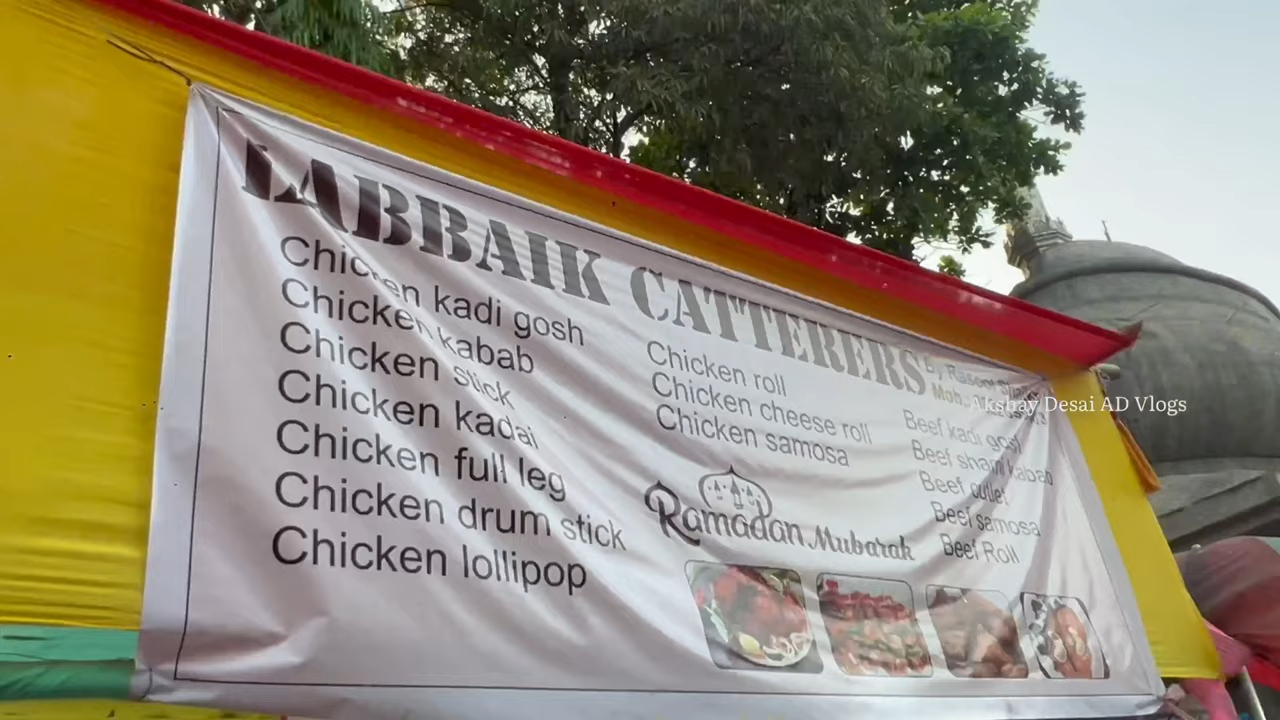 LABBAIK CATTERERS
Chicken kadi gosh
Chicken kabab
Chicken Stick
Chicken kadai
Chicken full leg
Chicken drum stick
Chicken lollipop
Chicken roll
Chicken cheese roll
Chicken samosa
Ramadan Mubarak
By
Mob.
Beef kadi gosh
Beef shami kabab
Beef cutlet
Beef samosa
Beef Roll
Akshay Desai AD Vlogs